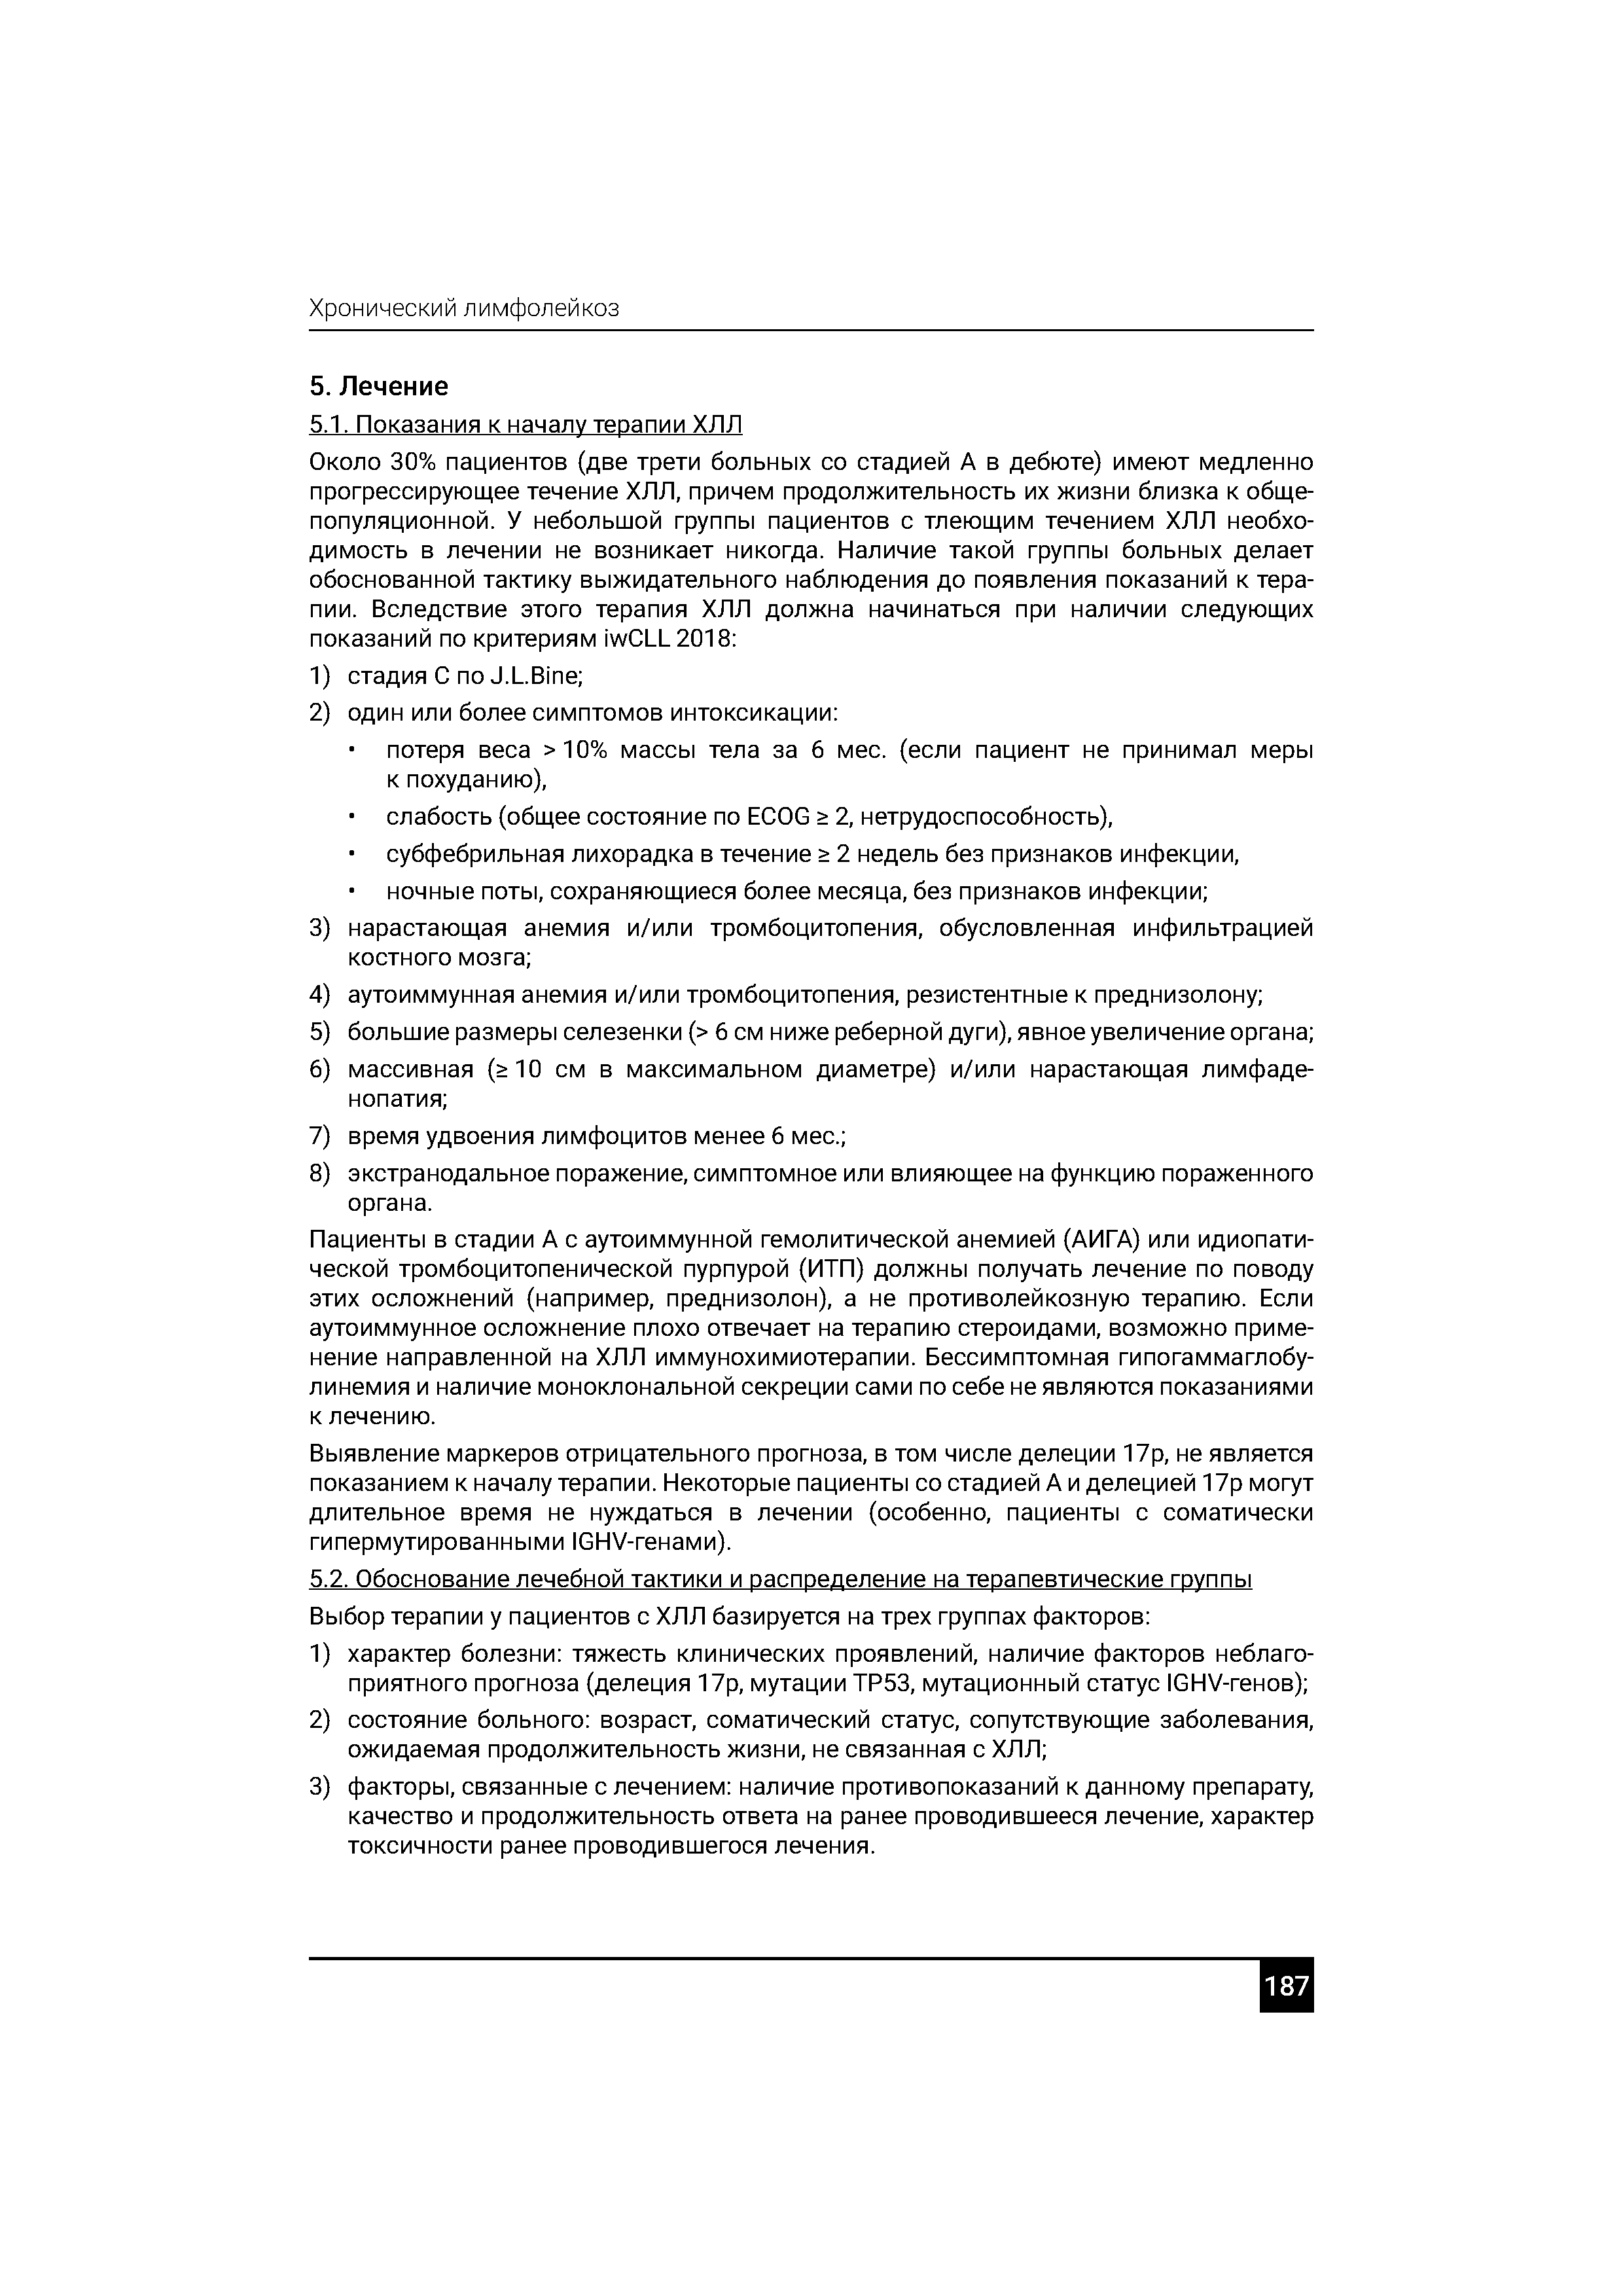 Хронический лимфолейкоз
5. Лечение
5.1. Показания к началу терапии ХЛЛ
Около 30% пациентов (две трети больных со стадией А в дебюте) имеют медленно
прогрессирующее течение ХЛЛ, причем продолжительность их жизни близка к обще-
популяционной. У небольшой группы пациентов с тлеющим течением ХЛЛ необхо-
димость в лечении не возникает никогда. Наличие такой группы больных делает
обоснованной тактику выжидательного наблюдения до появления показаний к тера-
пии. Вследствие этого терапия ХЛЛ должна начинаться при наличии следующих
показаний по критериям iwCLL 2018:
1) стадия С по J.L.Bine;
2) один или более симптомов интоксикации:
• потеря веса > 10% массы тела за 6 мес. (если пациент не принимал меры
к похуданию),
• слабость (общее состояние по ECOG ≥ 2, нетрудоспособность),
• субфебрильная лихорадка в течение ≥ 2 недель без признаков инфекции,
• ночные поты, сохраняющиеся более месяца, без признаков инфекции;
3) нарастающая анемия и/или тромбоцитопения, обусловленная инфильтрацией
костного мозга;
4) аутоиммунная анемия и/или тромбоцитопения, резистентные к преднизолону;
5) большие размеры селезенки (> 6 см ниже реберной дуги), явное увеличение органа;
6) массивная (≥ 10 см в максимальном диаметре) и/или нарастающая лимфаде-
нопатия;
7) время удвоения лимфоцитов менее 6 мес.;
8) экстранодальное поражение, симптомное или влияющее на функцию пораженного
органа.
Пациенты в стадии А с аутоиммунной гемолитической анемией (АИГА) или идиопати-
ческой тромбоцитопенической пурпурой (ИТП) должны получать лечение по поводу
этих осложнений (например, преднизолон), а не противолейкозную терапию. Если
аутоиммунное осложнение плохо отвечает на терапию стероидами, возможно приме-
нение направленной на ХЛЛ иммунохимиотерапии. Бессимптомная гипогаммаглобу-
линемия и наличие моноклональной секреции сами по себе не являются показаниями
к лечению.
Выявление маркеров отрицательного прогноза, в том числе делеции 17p, не является
показанием к началу терапии. Некоторые пациенты со стадией А и делецией 17p могут
длительное время не нуждаться в лечении (особенно, пациенты с соматически
гипермутированными IGHV-генами).
5.2. Обоснование лечебной тактики и распределение на терапевтические группы
Выбор терапии у пациентов с ХЛЛ базируется на трех группах факторов:
1) характер болезни: тяжесть клинических проявлений, наличие факторов неблаго-
приятного прогноза (делеция 17p, мутации TP53, мутационный статус IGHV-генов);
2) состояние больного: возраст, соматический статус, сопутствующие заболевания,
ожидаемая продолжительность жизни, не связанная с ХЛЛ;
3) факторы, связанные с лечением: наличие противопоказаний к данному препарату,
качество и продолжительность ответа на ранее проводившееся лечение, характер
токсичности ранее проводившегося лечения.
187